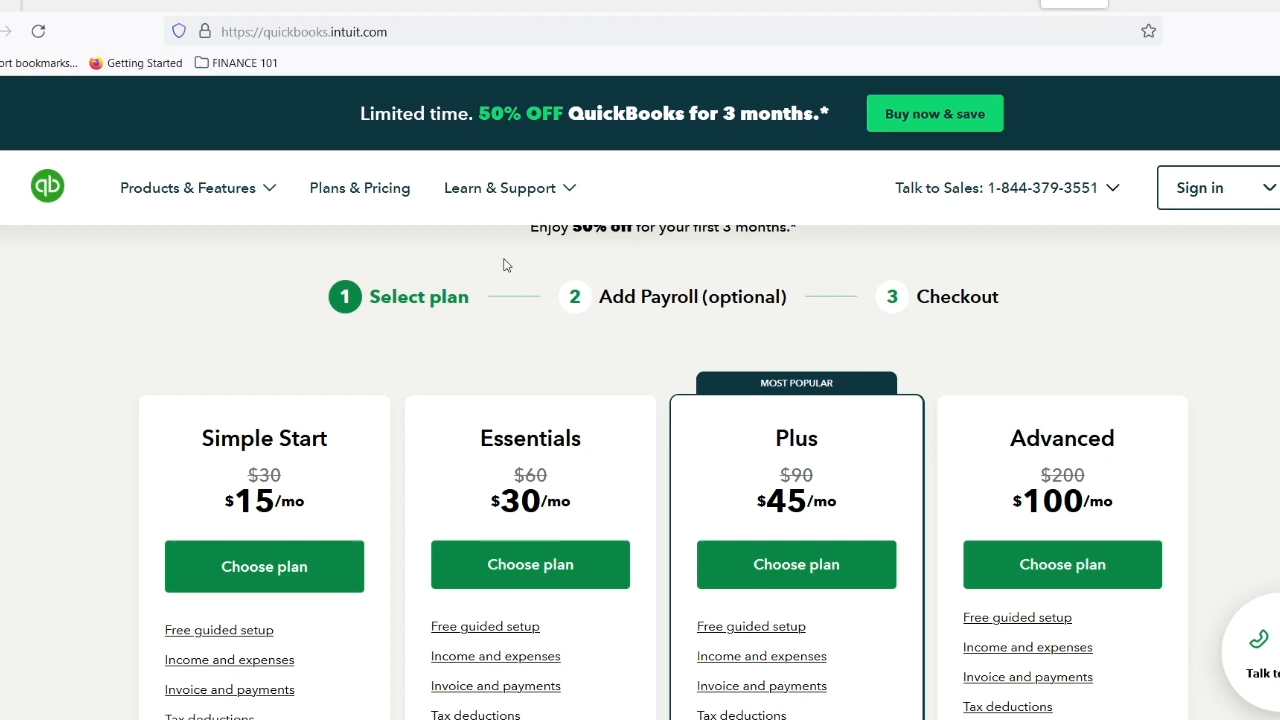 https://quickbooks.intuit.com
ort bookmarks... Getting Started FINANCE 101
Limited time. 50% OFF QuickBooks for 3 months.* Buy now & save
qb Products & Features Plans & Pricing Learn & Support Talk to Sales: 1-844-379-3551 Sign in
Enjoy 50% off for your first 3 months.*
1 Select plan 2 Add Payroll (optional) 3 Checkout
MOST POPULAR
Simple Start Essentials Plus Advanced
$30 $60 $90 $200
$15/mo $30/mo $45/mo $100/mo
Choose plan Choose plan Choose plan Choose plan
Free guided setup Free guided setup Free guided setup Free guided setup
Income and expenses Income and expenses Income and expenses Income and expenses
Invoice and payments Invoice and payments Invoice and payments Invoice and payments
Tax deductions Tax deductions Tax deductions Tax deductions
Talk to